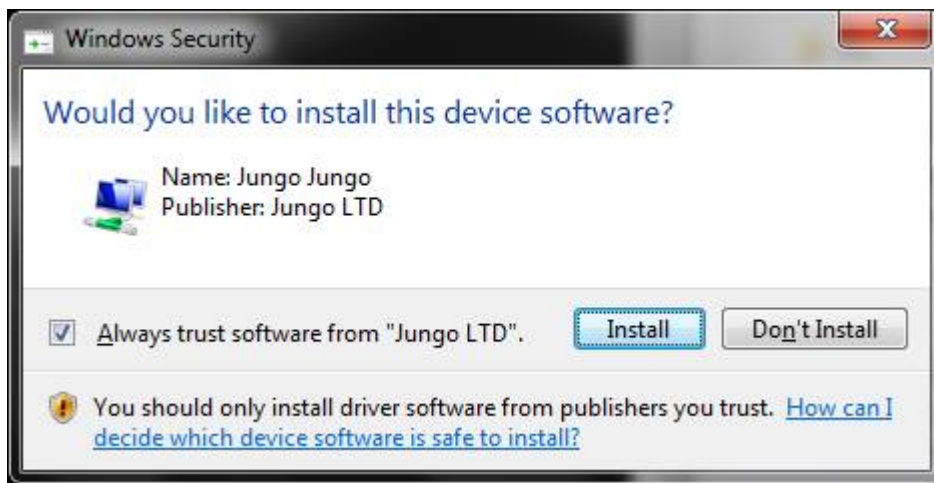 Windows Security
Would you like to install this device software?
Name: Jungo Jungo
Publisher: Jungo LTD
Always trust software from "Jungo LTD".
Install
Don't Install
You should only install driver software from publishers you trust. How can I
decide which device software is safe to install?